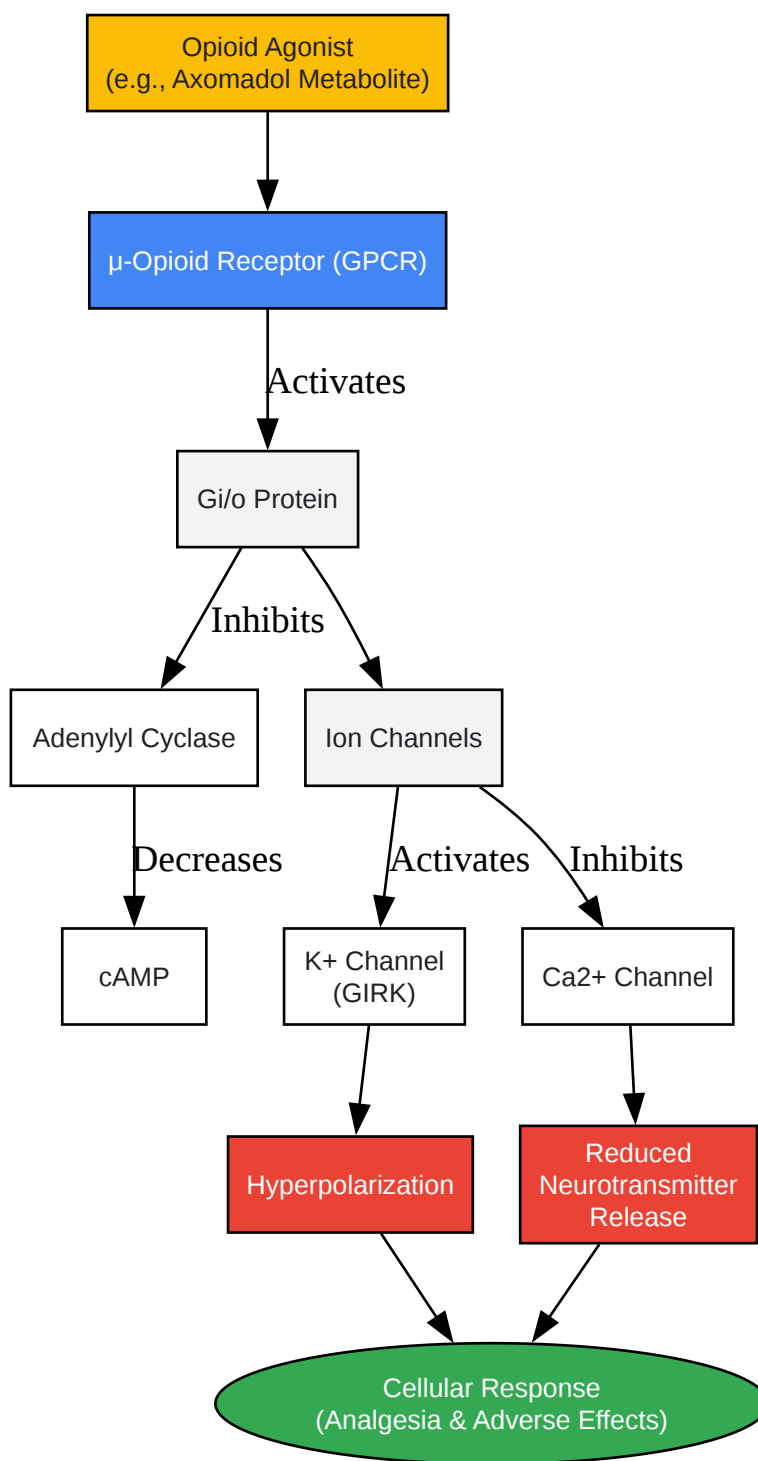 Opioid Agonist
(e.g., Axomadol Metabolite)
μ-Opioid Receptor (GPCR)
Activates
Gi/o Protein
Inhibits
Adenylyl Cyclase
Ion Channels
Decreases
Activates
Inhibits
cAMP
K+ Channel
(GIRK)
Ca2+ Channel
Hyperpolarization
Reduced
Neurotransmitter
Release
Cellular Response
(Analgesia & Adverse Effects)